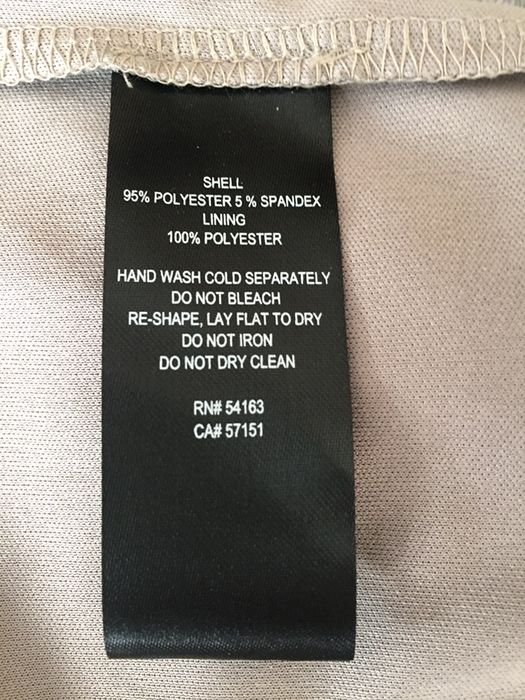 SHELL
95% POLYESTER 5 % SPANDEX
LINING
100% POLYESTER
HAND WASH COLD SEPARATELY
DO NOT BLEACH
RE-SHAPE, LAY FLAT TO DRY
DO NOT IRON
DO NOT DRY CLEAN
RN# 54163
CA# 57151